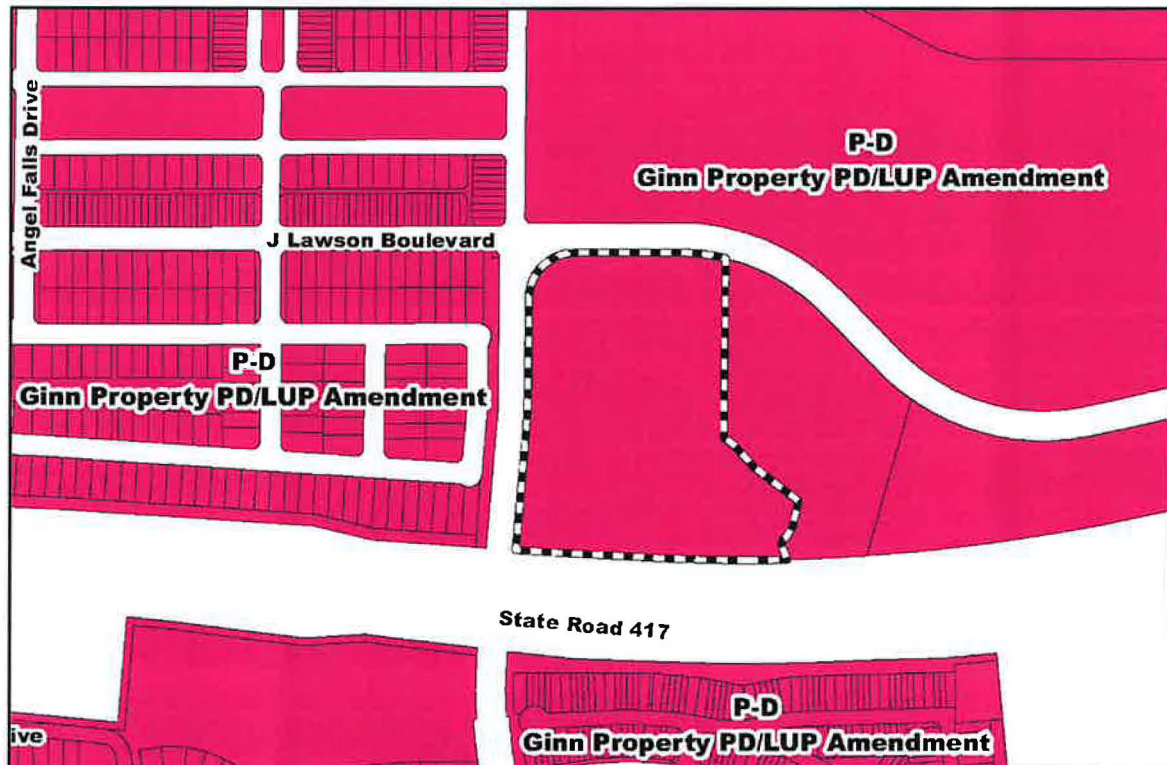 P-D
Ginn Property PD/LUP Amendment
Angel Falls Drive
J Lawson Boulevard
P-D
Ginn Property PD/LUP Amendment
State Road 417
P-D
Ginn Property PD/LUP Amendment
ive